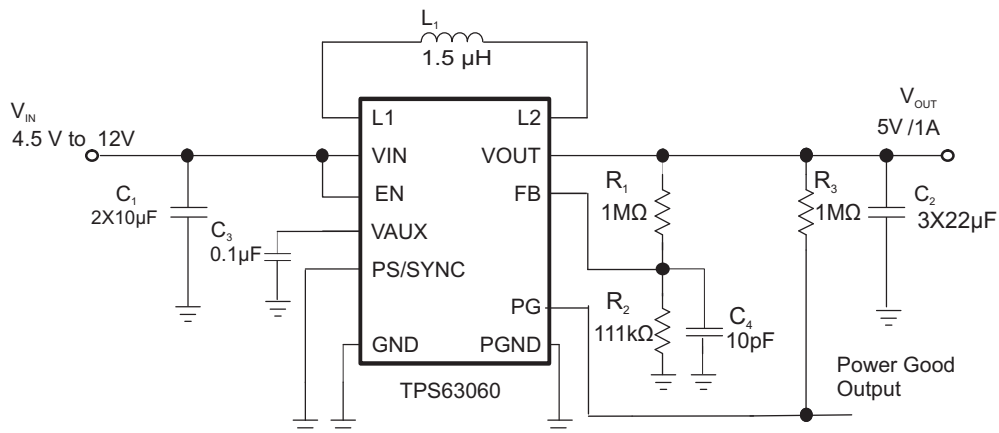 L1
1.5 µH
VIN
4.5 V to 12V
VOUT
5V /1A
L1
L2
VIN
VOUT
EN
FB
VAUX
PS/SYNC
PG
GND
PGND
TPS63060
C1
2X10µF
C3
0.1µF
R1
1MΩ
R3
1MΩ
C2
3X22µF
R2
111kΩ
C4
10pF
Power Good
Output